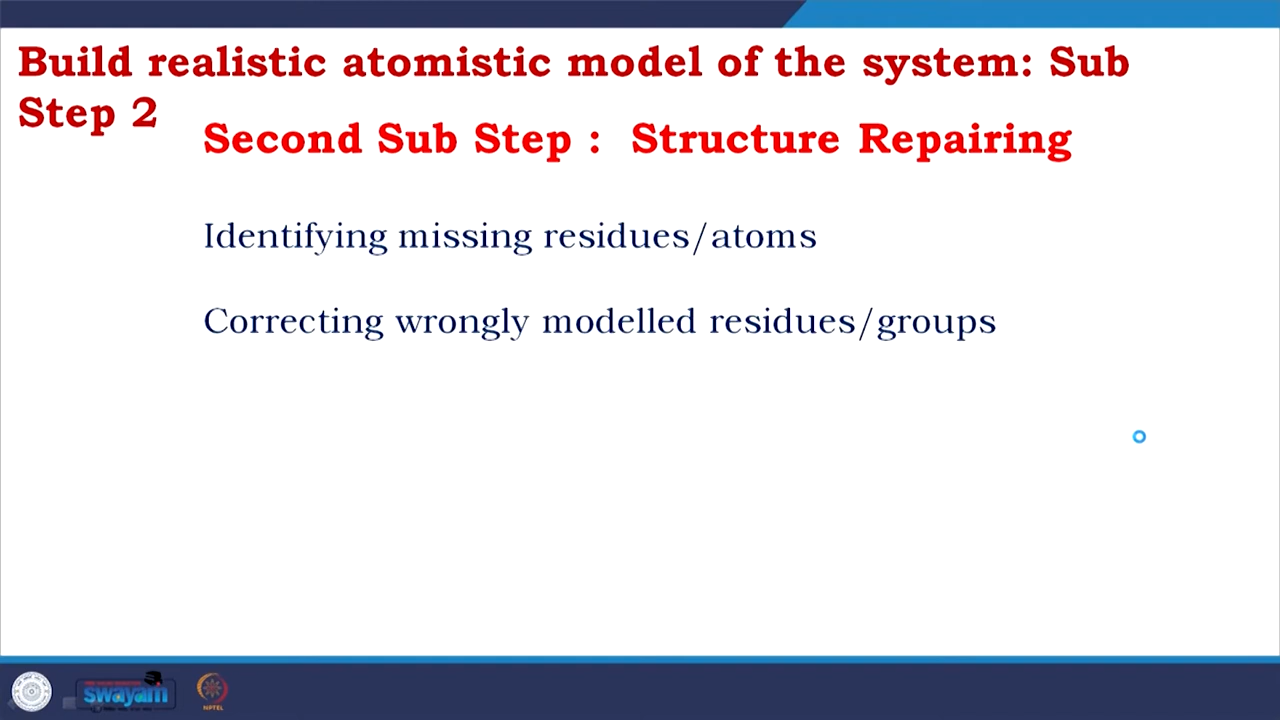 Build realistic atomistic model of the system: Sub
Step 2
Second Sub Step : Structure Repairing
Identifying missing residues/atoms
Correcting wrongly modelled residues/groups
swayam
NPTEL